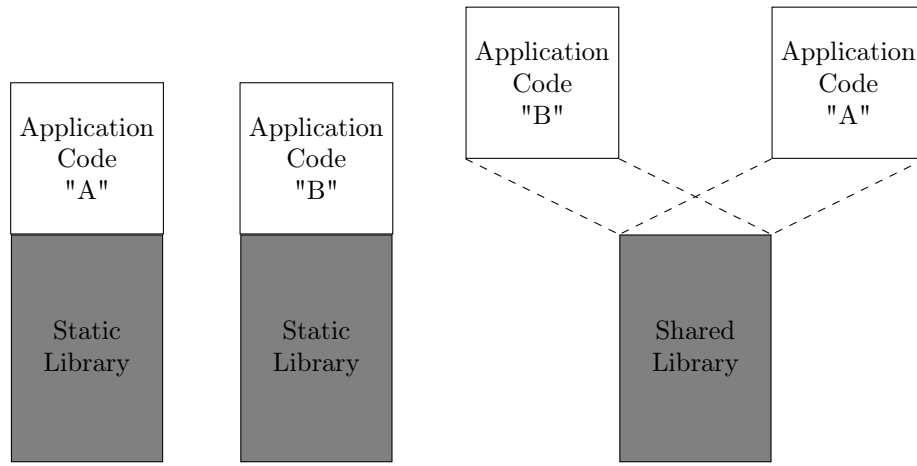 Application
Code
"A"
Static
Library
Application
Code
"B"
Static
Library
Application
Code
"B"
Application
Code
"A"
Shared
Library